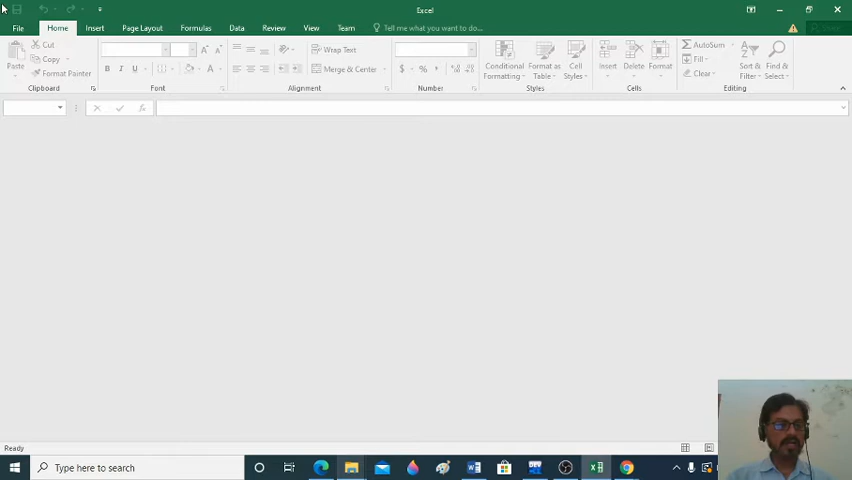 Excel
File Home Insert Page Layout Formulas Data Review View Team Tell me what you want to do...
Cut
Copy
Format Painter
Paste
Clipboard
B I U
Font
Wrap Text
Merge & Center
Alignment
$ %
Number
Conditional Formatting
Format as Table
Cell Styles
Styles
Insert Delete Format
Cells
AutoSum
Fill
Clear
Sort & Filter
Find & Select
Editing
fx
Ready
Type here to search